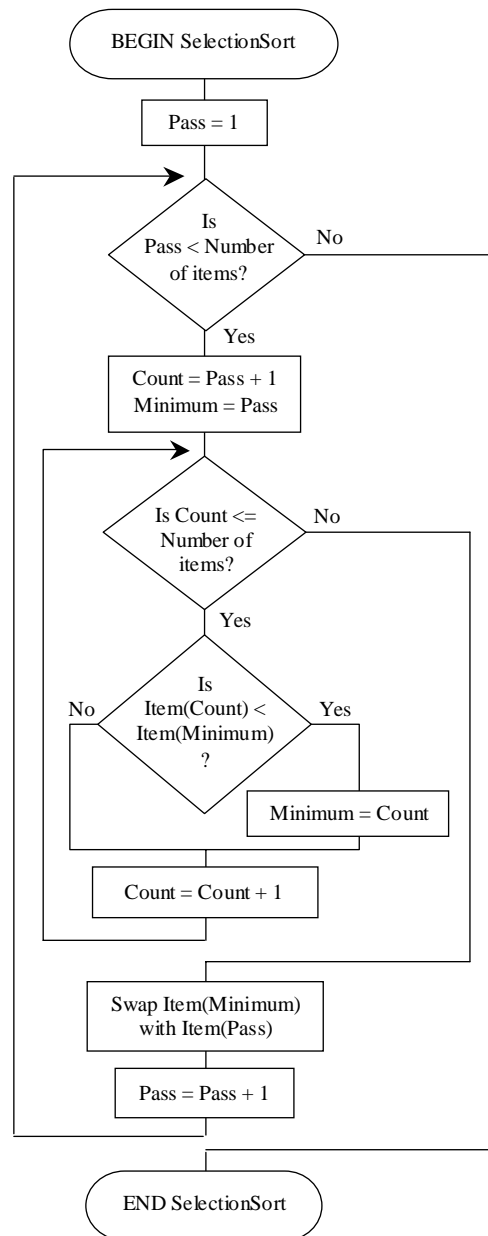 BEGIN SelectionSort
Pass = 1
Is
Pass < Number
of items?
No
Yes
Count = Pass + 1
Minimum = Pass
Is Count <=
Number of
items?
No
Yes
Is
Item(Count) <
Item(Minimum)
?
No
Yes
Minimum = Count
Count = Count + 1
Swap Item(Minimum)
with Item(Pass)
Pass = Pass + 1
END SelectionSort